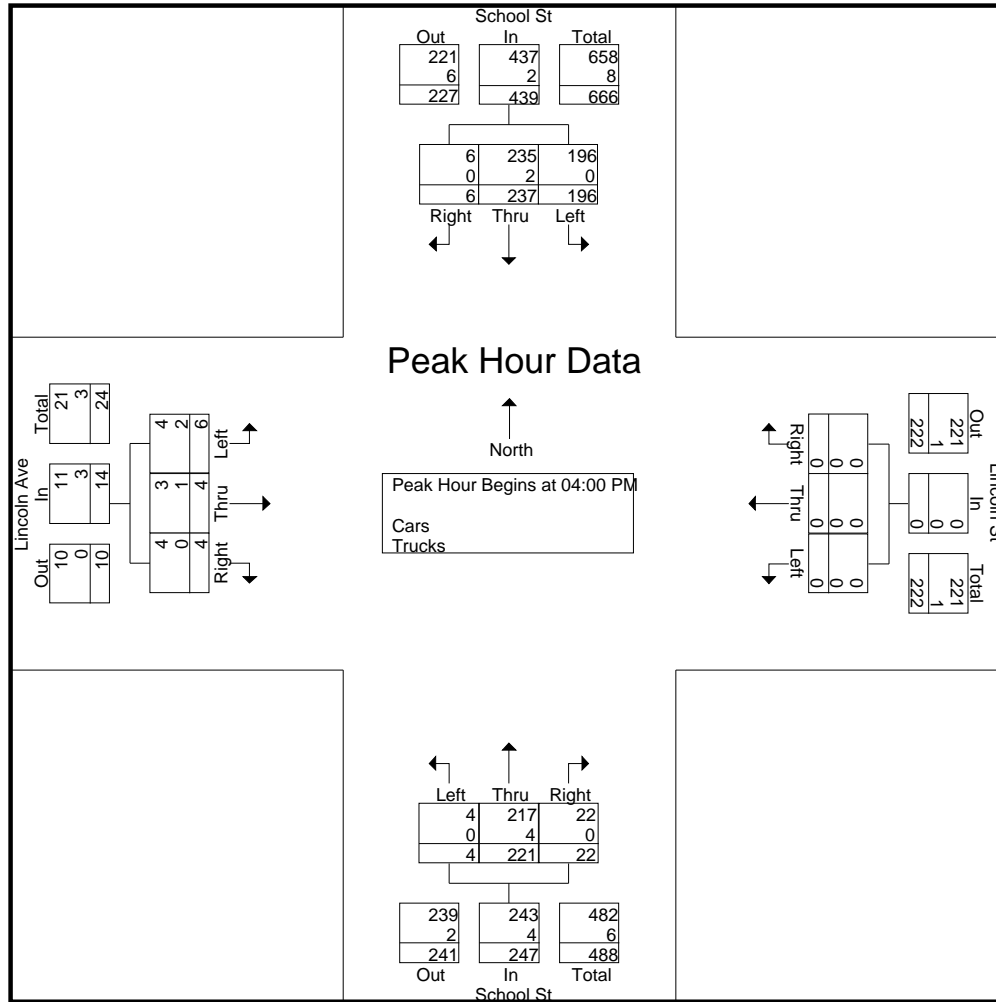 School St
Out In Total
221 437 658
6 2 8
227 439 666
6 235 196
0 2 0
6 237 196
Right Thru Left
Peak Hour Data
North
Peak Hour Begins at 04:00 PM
Cars
Trucks
Lincoln Ave
Out In Total
10 11 21
0 3 3
10 14 24
4 3 4
2 1 0
6 4 4
Left Thru Right
Right Thru Left
0 0 0
0 0 0
0 0 0
221 0 221
1 0 1
222 0 222
Out In Total
Left Thru Right
4 217 22
0 4 0
4 221 22
239 243 482
2 4 6
241 247 488
Out In Total
School St